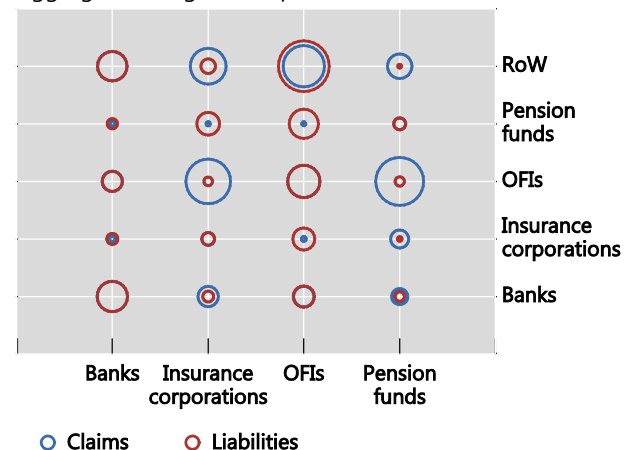 RoW
Pension
funds
OFIs
Insurance
corporations
Banks
Banks Insurance OFIs Pension
corporations funds
Claims Liabilities